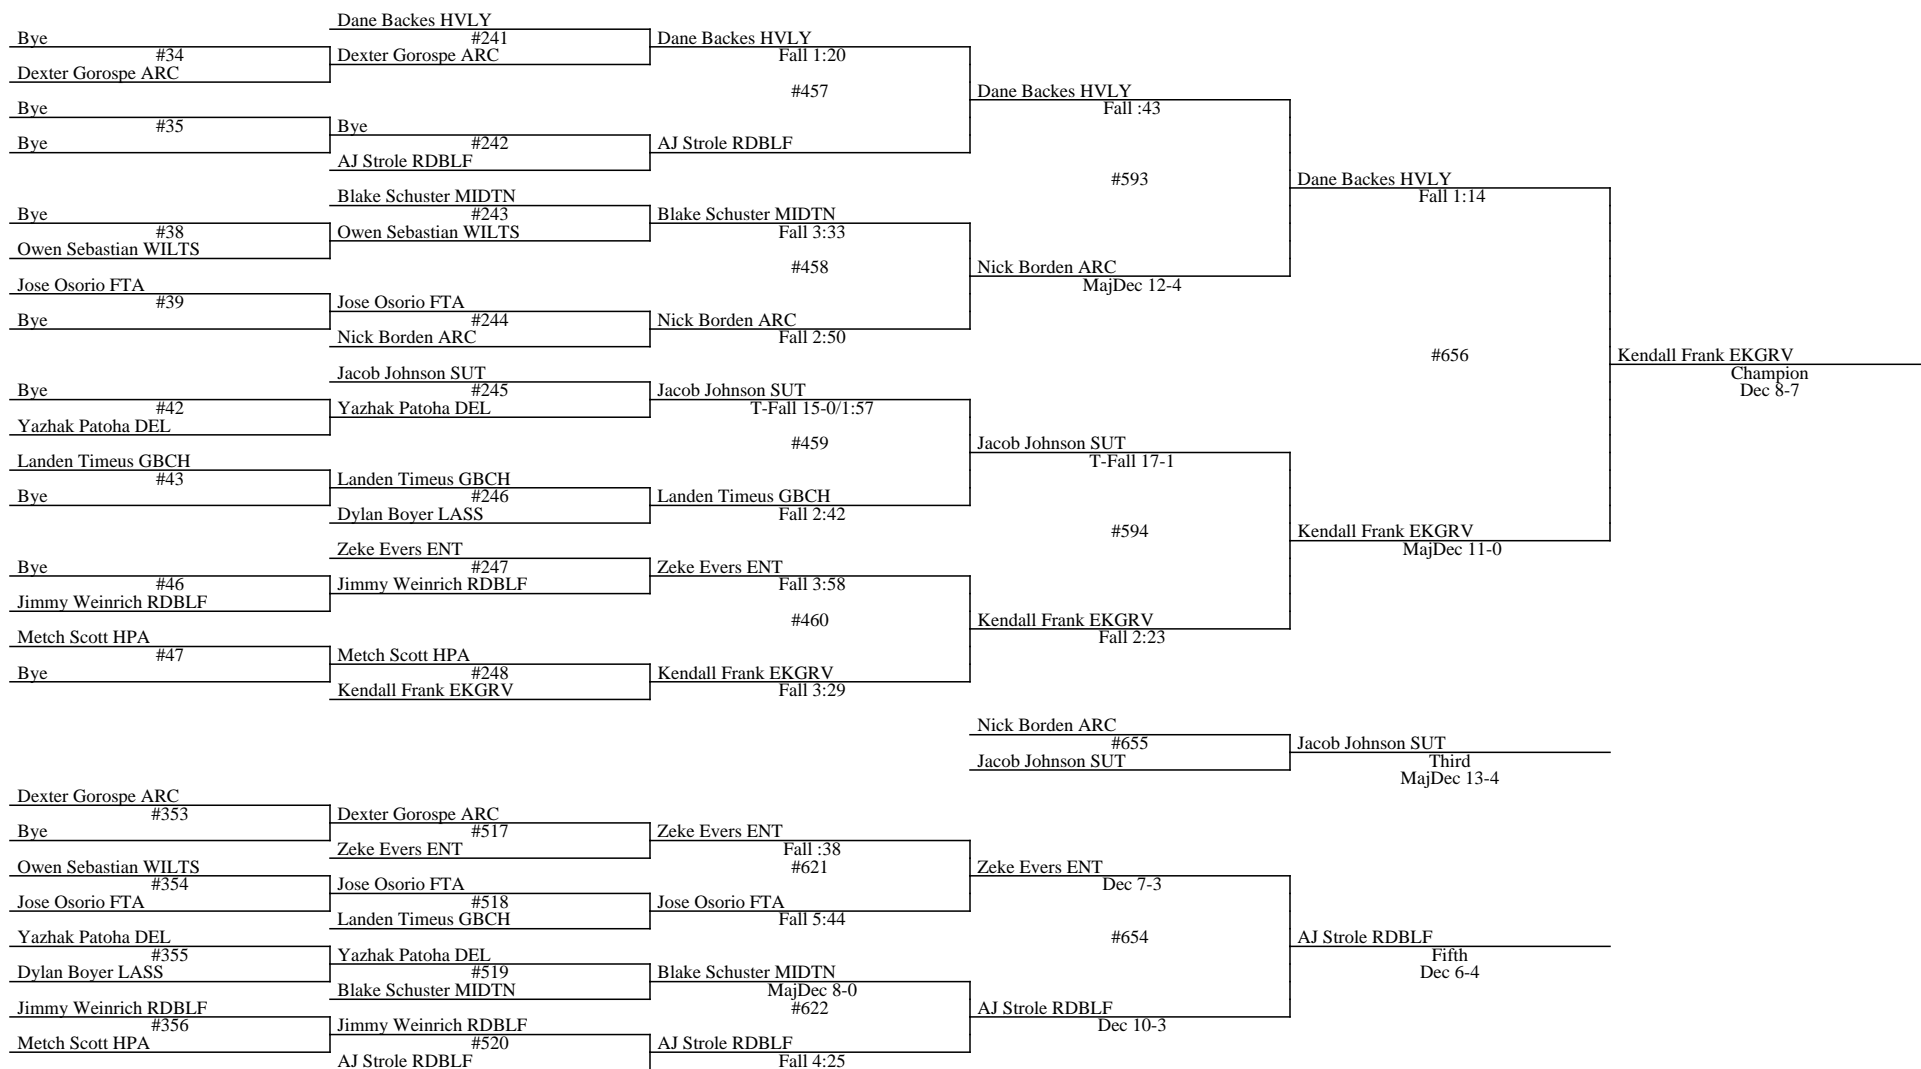 Dane Backes HVLY
Bye
#241
Dane Backes HVLY
#34
Dexter Gorospe ARC
Fall 1:20
Dexter Gorospe ARC
#457
Dane Backes HVLY
Bye
Fall :43
#35
Bye
Bye
#242
AJ Strole RDBLF
AJ Strole RDBLF
#593
Dane Backes HVLY
Blake Schuster MIDTN
Fall 1:14
Bye
#243
Blake Schuster MIDTN
#38
Owen Sebastian WILTS
Fall 3:33
Owen Sebastian WILTS
#458
Nick Borden ARC
Jose Osorio FTA
MajDec 12-4
#39
Jose Osorio FTA
Bye
#244
Nick Borden ARC
Nick Borden ARC
Fall 2:50
#656
Kendall Frank EKGRV
Jacob Johnson SUT
Champion
Bye
#245
Jacob Johnson SUT
Dec 8-7
#42
Yazhak Patoha DEL
T-Fall 15-0/1:57
Yazhak Patoha DEL
#459
Jacob Johnson SUT
Landen Timeus GBCH
T-Fall 17-1
#43
Landen Timeus GBCH
Bye
#246
Landen Timeus GBCH
Dylan Boyer LASS
Fall 2:42
#594
Kendall Frank EKGRV
Zeke Evers ENT
MajDec 11-0
Bye
#247
Zeke Evers ENT
#46
Jimmy Weinrich RDBLF
Fall 3:58
Jimmy Weinrich RDBLF
#460
Kendall Frank EKGRV
Metch Scott HPA
Fall 2:23
#47
Metch Scott HPA
Bye
#248
Kendall Frank EKGRV
Kendall Frank EKGRV
Fall 3:29
Nick Borden ARC
#655
Jacob Johnson SUT
Jacob Johnson SUT
Third
MajDec 13-4
Dexter Gorospe ARC
#353
Dexter Gorospe ARC
Bye
#517
Zeke Evers ENT
Zeke Evers ENT
Fall :38
Owen Sebastian WILTS
#621
Zeke Evers ENT
#354
Jose Osorio FTA
Dec 7-3
Jose Osorio FTA
#518
Jose Osorio FTA
Landen Timeus GBCH
Fall 5:44
Yazhak Patoha DEL
#654
AJ Strole RDBLF
#355
Yazhak Patoha DEL
Fifth
Dylan Boyer LASS
#519
Blake Schuster MIDTN
Dec 6-4
Blake Schuster MIDTN
MajDec 8-0
Jimmy Weinrich RDBLF
#622
AJ Strole RDBLF
#356
Jimmy Weinrich RDBLF
Dec 10-3
Metch Scott HPA
#520
AJ Strole RDBLF
AJ Strole RDBLF
Fall 4:25